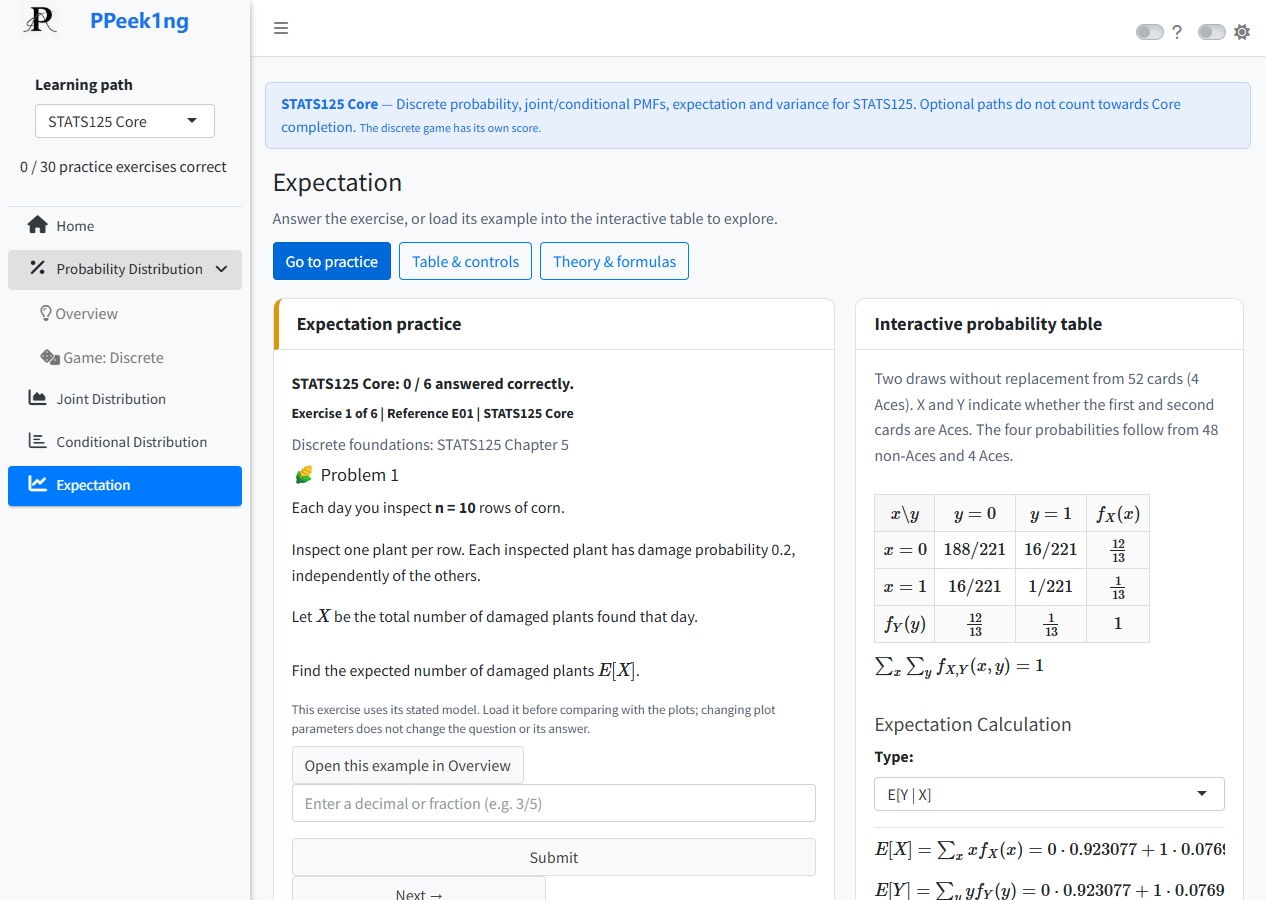 PPeek1ng
Learning path
STATS125 Core
0 / 30 practice exercises correct
Home
Probability Distribution
Overview
Game: Discrete
Joint Distribution
Conditional Distribution
Expectation
?
STATS125 Core — Discrete probability, joint/conditional PMFs, expectation and variance for STATS125. Optional paths do not count towards Core
completion. The discrete game has its own score.
Expectation
Answer the exercise, or load its example into the interactive table to explore.
Go to practice Table & controls Theory & formulas
Expectation practice
STATS125 Core: 0 / 6 answered correctly.
Exercise 1 of 6 | Reference E01 | STATS125 Core
Discrete foundations: STATS125 Chapter 5
🌽 Problem 1
Each day you inspect n = 10 rows of corn.
Inspect one plant per row. Each inspected plant has damage probability 0.2,
independently of the others.
Let X be the total number of damaged plants found that day.
Find the expected number of damaged plants E[X].
This exercise uses its stated model. Load it before comparing with the plots; changing plot
parameters does not change the question or its answer.
Open this example in Overview
Enter a decimal or fraction (e.g. 3/5)
Submit
Next →
Interactive probability table
Two draws without replacement from 52 cards (4
Aces). X and Y indicate whether the first and second
cards are Aces. The four probabilities follow from 48
non-Aces and 4 Aces.
x\y y = 0 y = 1 f_X(x)
x = 0 188/221 16/221 12/13
x = 1 16/221 1/221 1/13
f_Y(y) 12/13 1/13 1
∑_x ∑_y f_{X,Y}(x, y) = 1
Expectation Calculation
Type:
E[Y | X]
E[X] = ∑_x x f_X(x) = 0 · 0.923077 + 1 · 0.0769
E[Y] = ∑_y y f_Y(y) = 0 · 0.923077 + 1 · 0.0769